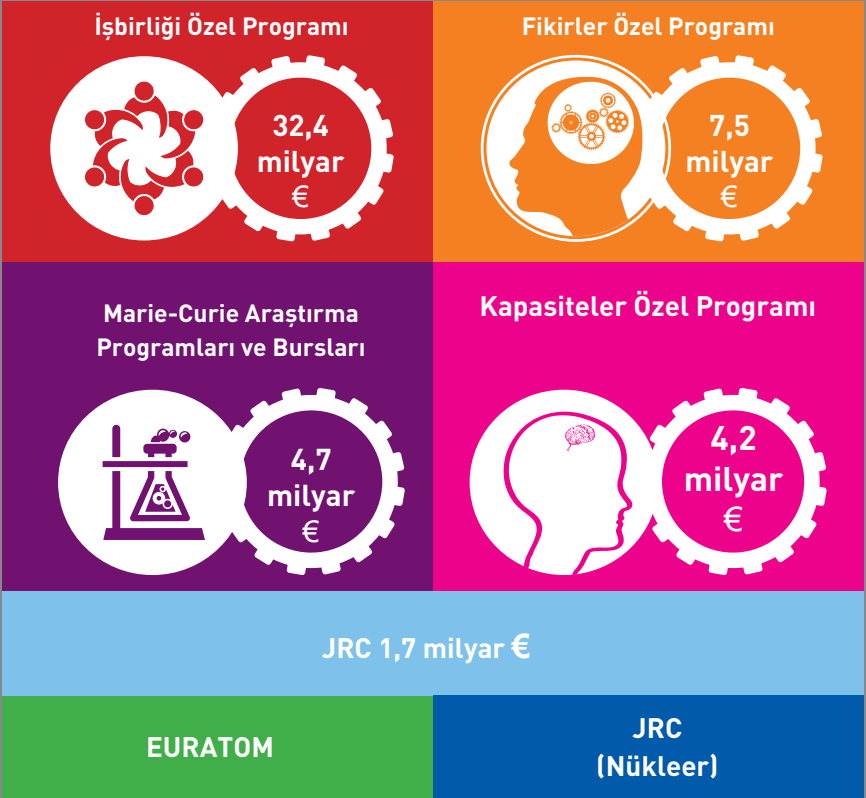 İşbirliği Özel Programı
32,4
milyar
€
Fikirler Özel Programı
7,5
milyar
€
Marie-Curie Araştırma
Programları ve Bursları
4,7
milyar
€
Kapasiteler Özel Programı
4,2
milyar
€
JRC 1,7 milyar €
EURATOM
JRC
(Nükleer)